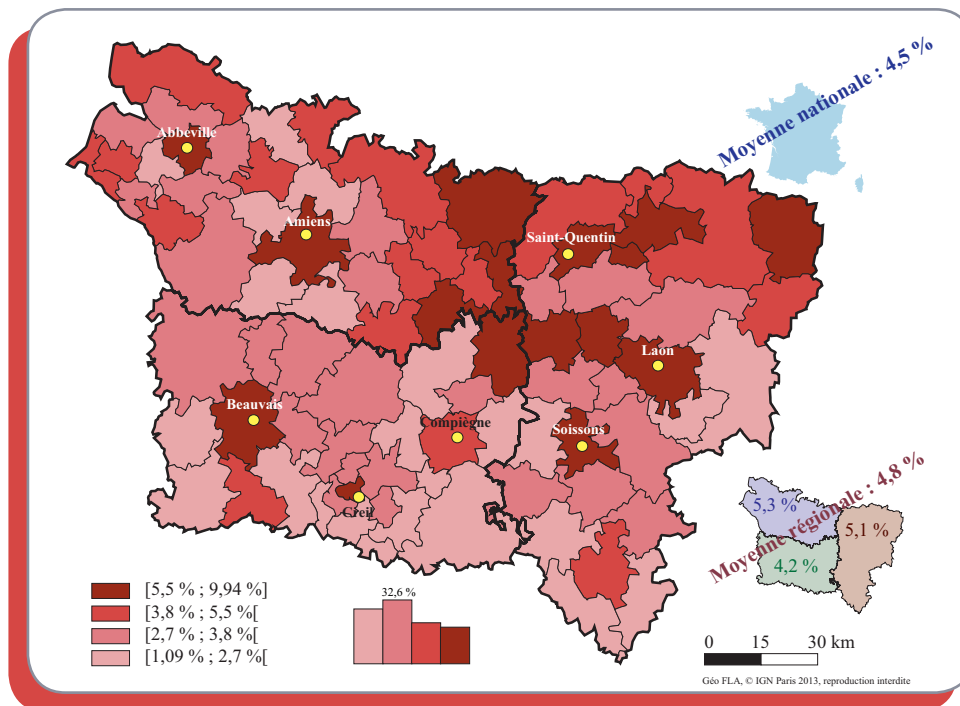 Moyenne nationale : 4,5 %
Abbeville
Amiens
Saint-Quentin
Laon
Beauvais
Compiègne
Soissons
Creil
Moyenne régionale : 4,8 %
5,3 %
5,1 %
4,2 %
[5,5 % ; 9,94 %]
[3,8 % ; 5,5 %[
[2,7 % ; 3,8 %[
[1,09 % ; 2,7 %[
32,6 %
0 15 30 km
Géo FLA, © IGN Paris 2013, reproduction interdite